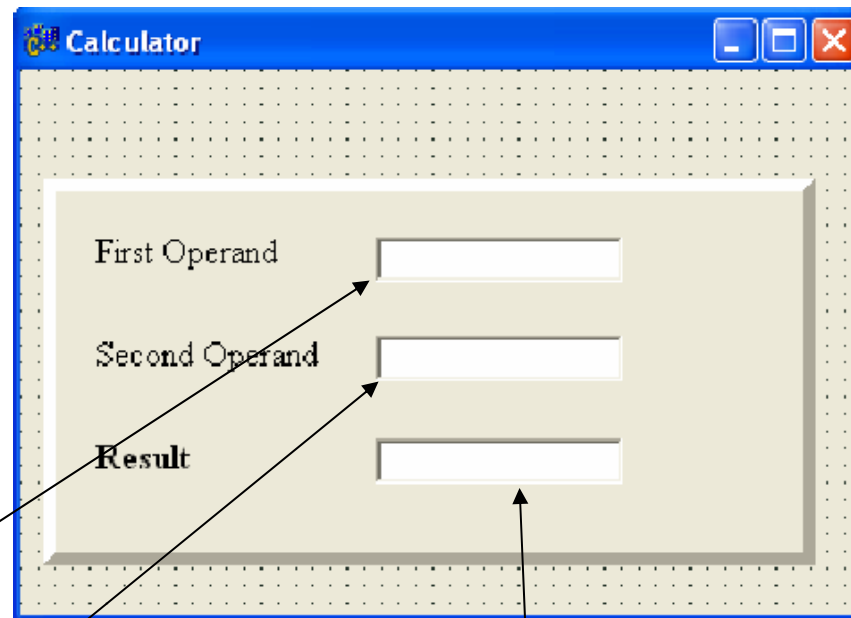 Calculator
First Operand
Second Operand
Result